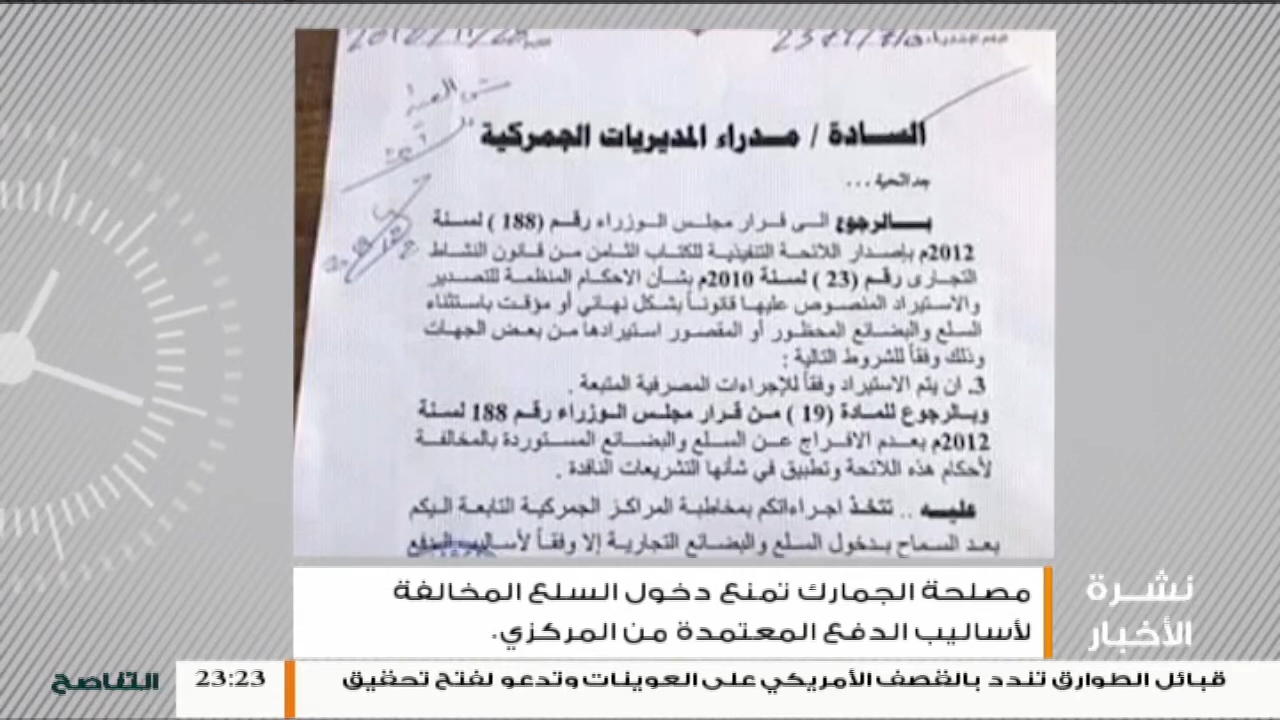 السادة / مدراء المديريات الجمركية
بعد التحية ...
بالرجوع الى قرار مجلس الوزراء رقم (188) لسنة
2012م بإصدار اللائحة التنفيذية للكتاب الثامن من قانون النشاط
التجارى رقم (23) لسنة 2010م بشأن الاحكام المنظمة للتصدير
والاستيراد المنصوص عليها قانوناً بشكل نهائي أو مؤقت باستثناء
السلع والبضائع المحظور أو المقصور استيرادها من بعض الجهات
وذلك وفقاً للشروط التالية :
3. ان يتم الاستيراد وفقاً للإجراءات المصرفية المتبعة .
وبالرجوع للمادة (19) من قرار مجلس الوزراء رقم 188 لسنة
2012م بعدم الافراج عن السلع والبضائع المستوردة بالمخالفة
لأحكام هذه اللائحة وتطبيق في شأنها التشريعات النافدة .
عليه .. تتخذ اجراءاتكم بمخاطبة المراكز الجمركية التابعة اليكم
بعد السماح بدخول السلع والبضائع التجارية إلا وفقاً لأساليب الدفع
نشرة
الأخبار
مصلحة الجمارك تمنع دخول السلع المخالفة
لأساليب الدفع المعتمدة من المركزي.
قبائل الطوارق تندد بالقصف الأمريكي على العوينات وتدعو لفتح تحقيق
23:23
التناصح